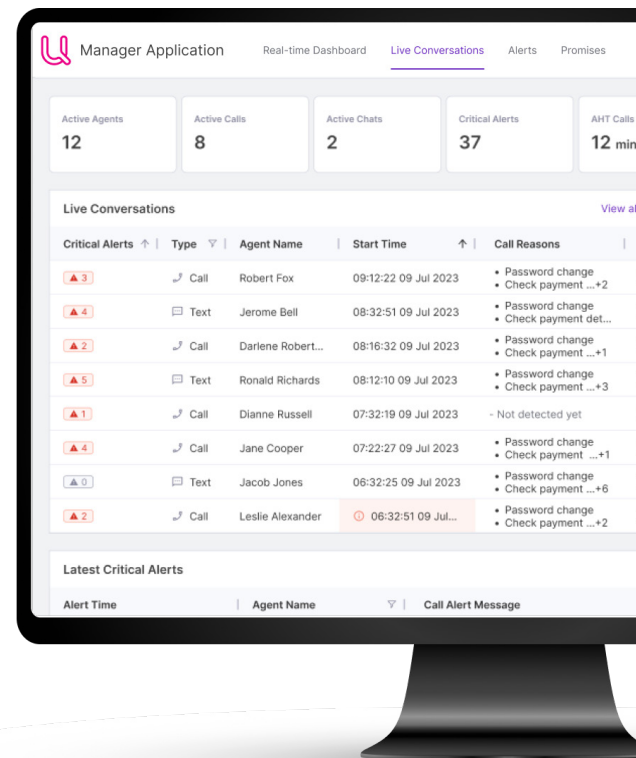 Manager Application Real-time Dashboard Live Conversations Alerts Promises
Active Agents Active Calls Active Chats Critical Alerts AHT Calls
12 8 2 37 12 min
Live Conversations View al
Critical Alerts Type Agent Name Start Time Call Reasons
3 Call Robert Fox 09:12:22 09 Jul 2023 • Password change
• Check payment ...+2
4 Text Jerome Bell 08:32:51 09 Jul 2023 • Password change
• Check payment det...
2 Call Darlene Robert... 08:16:32 09 Jul 2023 • Password change
• Check payment ...+1
5 Text Ronald Richards 08:12:10 09 Jul 2023 • Password change
• Check payment ...+3
1 Call Dianne Russell 07:32:19 09 Jul 2023 - Not detected yet
4 Call Jane Cooper 07:22:27 09 Jul 2023 • Password change
• Check payment ...+1
0 Text Jacob Jones 06:32:25 09 Jul 2023 • Password change
• Check payment ...+6
2 Call Leslie Alexander 06:32:51 09 Jul... • Password change
• Check payment ...+2
Latest Critical Alerts
Alert Time Agent Name Call Alert Message